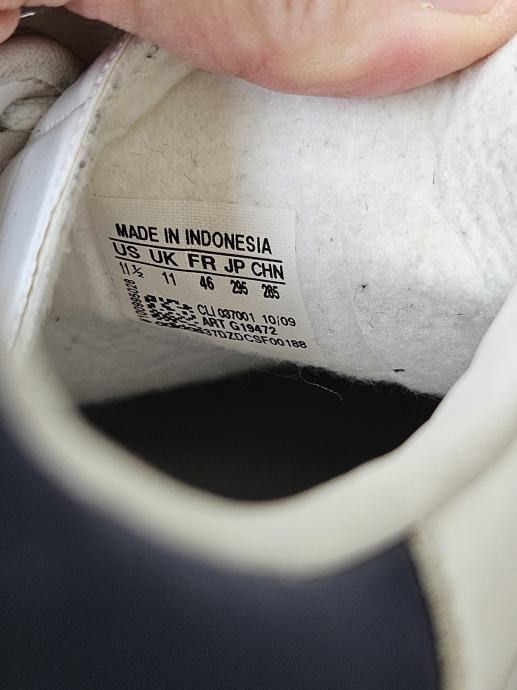 MADE IN INDONESIA
US UK FR JP CHN
11½ 11 46 295 285
CLI 037001 10/09
ART G19472